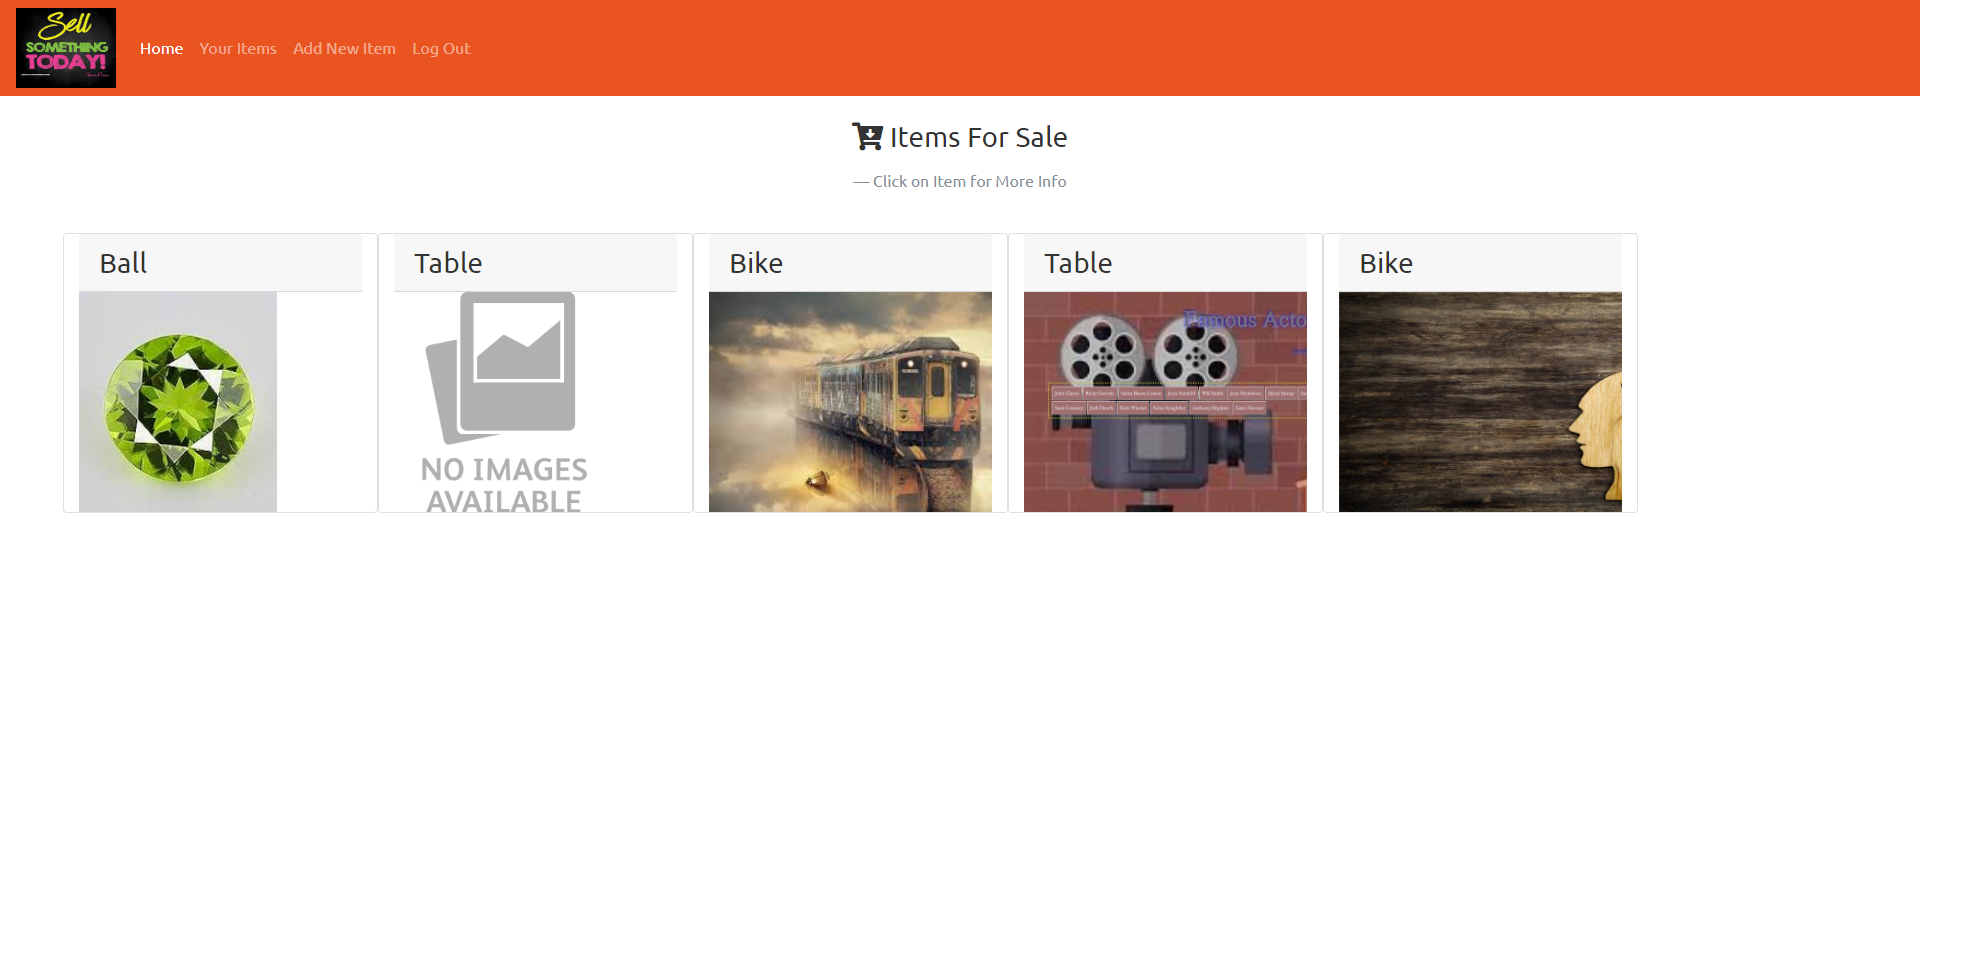 Sell
SOMETHING
TODAY!
Home Your Items Add New Item Log Out
Items For Sale
— Click on Item for More Info
Ball
Table
Bike
Table
Bike
NO IMAGES
AVAILABLE
Famous Acto